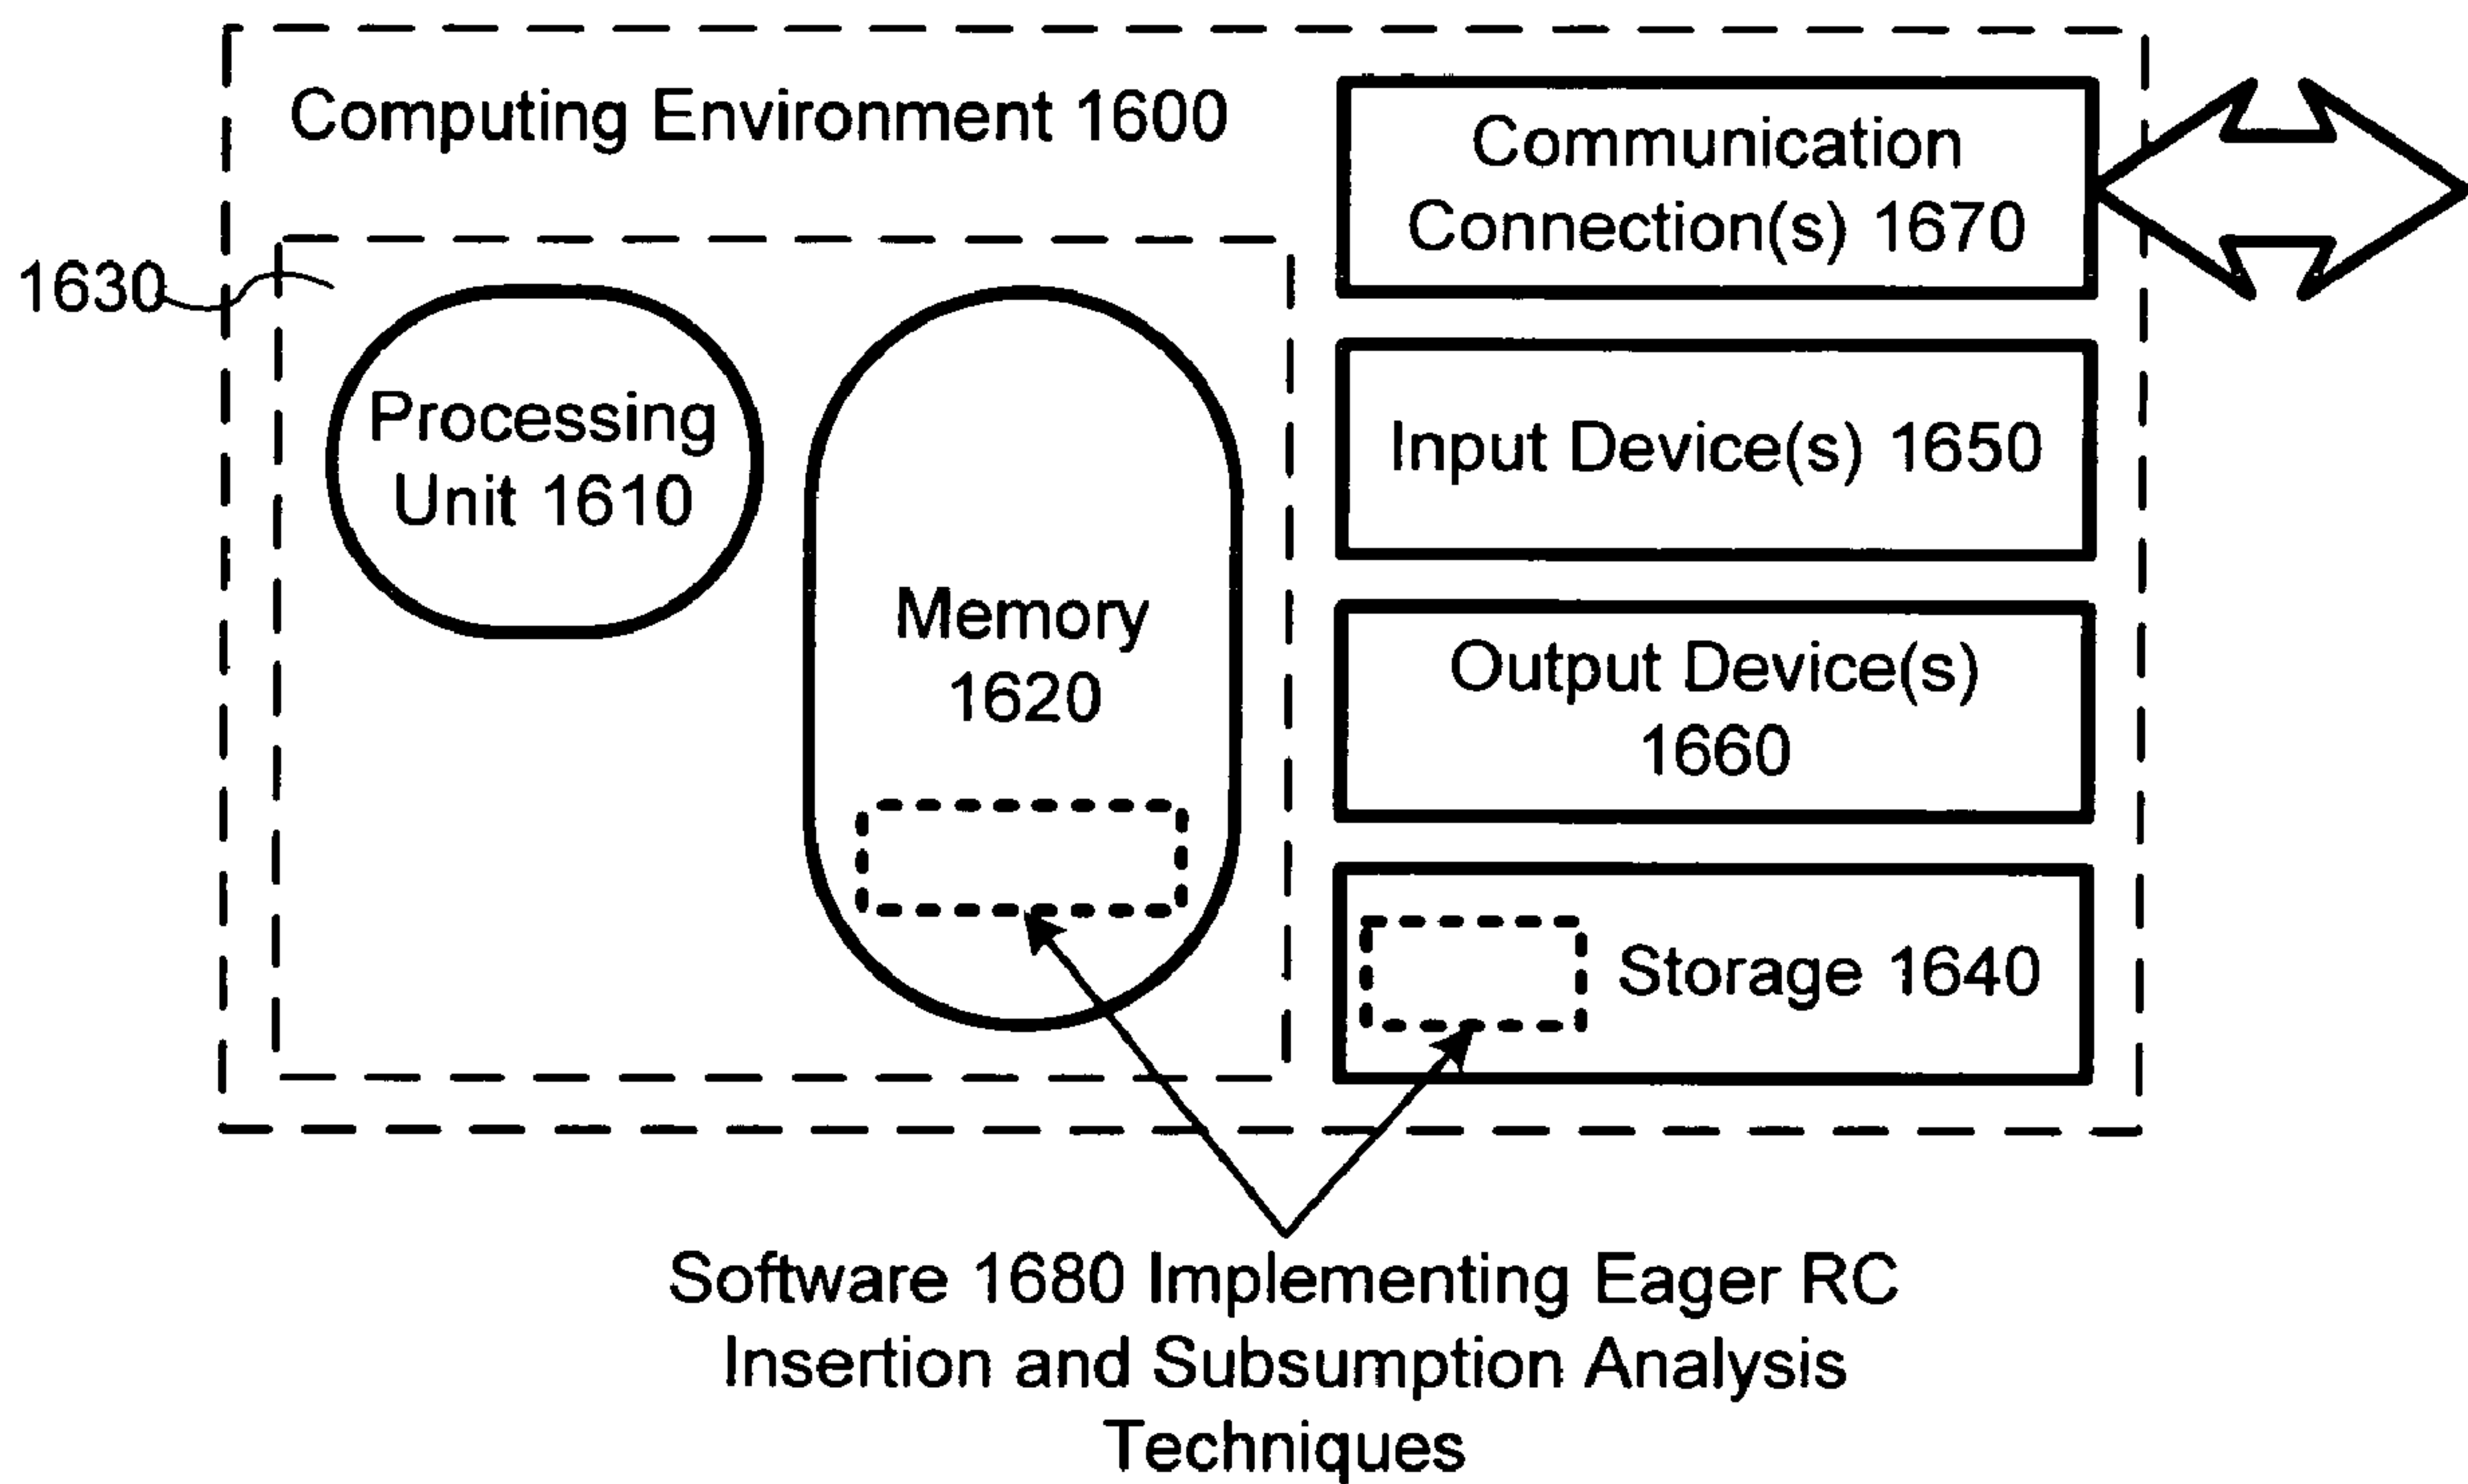 Computing Environment 1600
Communication
Connection(s) 1670
1630
Processing
Unit 1610
Memory
1620
Input Device(s) 1650
Output Device(s)
1660
Storage 1640
Software 1680 Implementing Eager RC
Insertion and Subsumption Analysis
Techniques